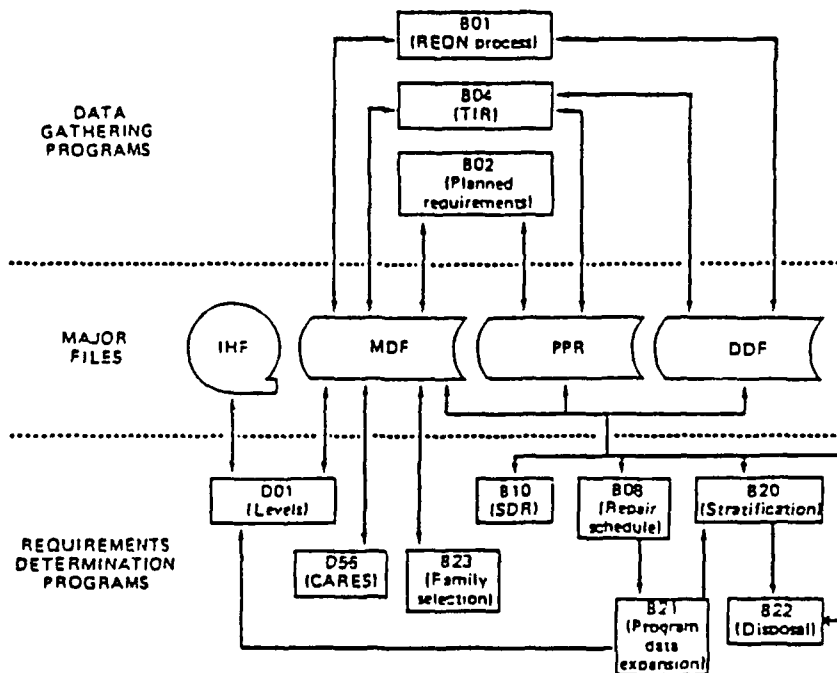 B01
(REQN process)
DATA
GATHERING
PROGRAMS
B04
(TIR)
B02
(Planned
requirements)
MAJOR
FILES
IHF
MDF
PPR
DDF
REQUIREMENTS
DETERMINATION
PROGRAMS
D01
(Levels)
B10
(SDR)
B08
(Repair
schedule)
B20
(Stratification)
D56
(CARES)
B23
(Family
selection)
B21
(Program
data
expansion)
B22
(Disposal)